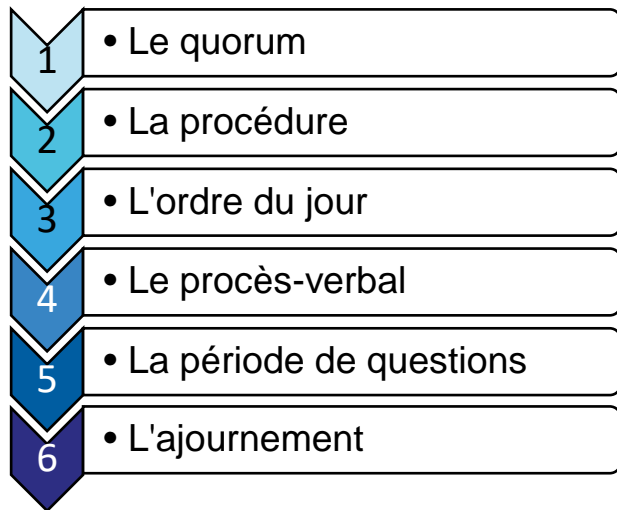 1 • Le quorum
2 • La procédure
3 • L'ordre du jour
4 • Le procès-verbal
5 • La période de questions
6 • L'ajournement